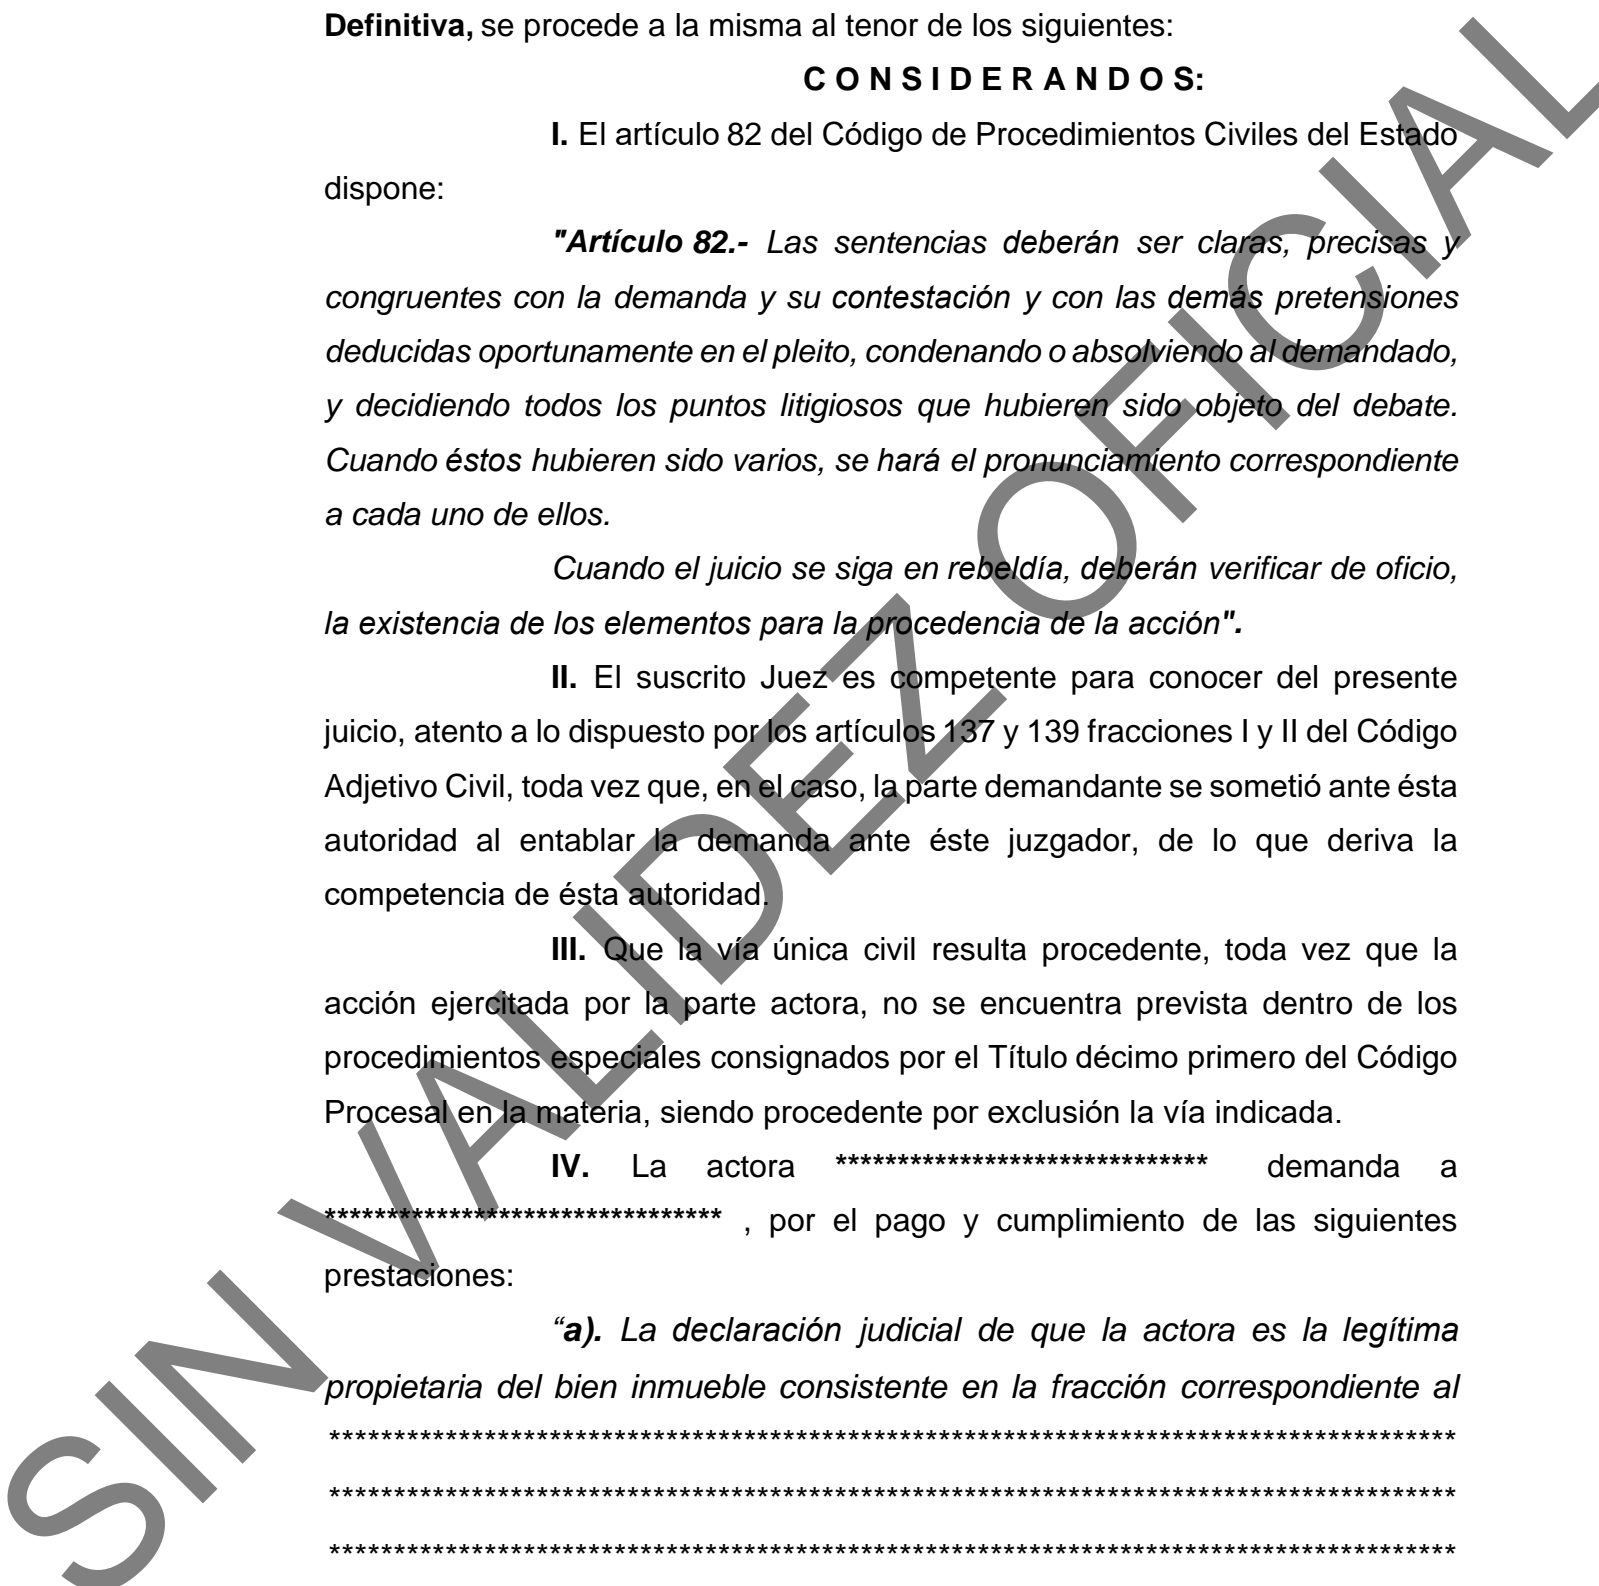 Definitiva, se procede a la misma al tenor de los siguientes:
C O N S I D E R A N D O S:
I. El artículo 82 del Código de Procedimientos Civiles del Estado
dispone:
"Artículo 82.- Las sentencias deberán ser claras, precisas y
congruentes con la demanda y su contestación y con las demás pretensiones
deducidas oportunamente en el pleito, condenando o absolviendo al demandado,
y decidiendo todos los puntos litigiosos que hubieren sido objeto del debate.
Cuando éstos hubieren sido varios, se hará el pronunciamiento correspondiente
a cada uno de ellos.
Cuando el juicio se siga en rebeldía, deberán verificar de oficio,
la existencia de los elementos para la procedencia de la acción".
II. El suscrito Juez es competente para conocer del presente
juicio, atento a lo dispuesto por los artículos 137 y 139 fracciones I y II del Código
Adjetivo Civil, toda vez que, en el caso, la parte demandante se sometió ante ésta
autoridad al entablar la demanda ante éste juzgador, de lo que deriva la
competencia de ésta autoridad.
III. Que la vía única civil resulta procedente, toda vez que la
acción ejercitada por la parte actora, no se encuentra prevista dentro de los
procedimientos especiales consignados por el Título décimo primero del Código
Procesal en la materia, siendo procedente por exclusión la vía indicada.
IV. La actora ****************************** demanda a
******************************** , por el pago y cumplimiento de las siguientes
prestaciones:
“a). La declaración judicial de que la actora es la legítima
propietaria del bien inmueble consistente en la fracción correspondiente al
***************************************************************************************
***************************************************************************************
***************************************************************************************
SIN VALIDEZ OFICIAL